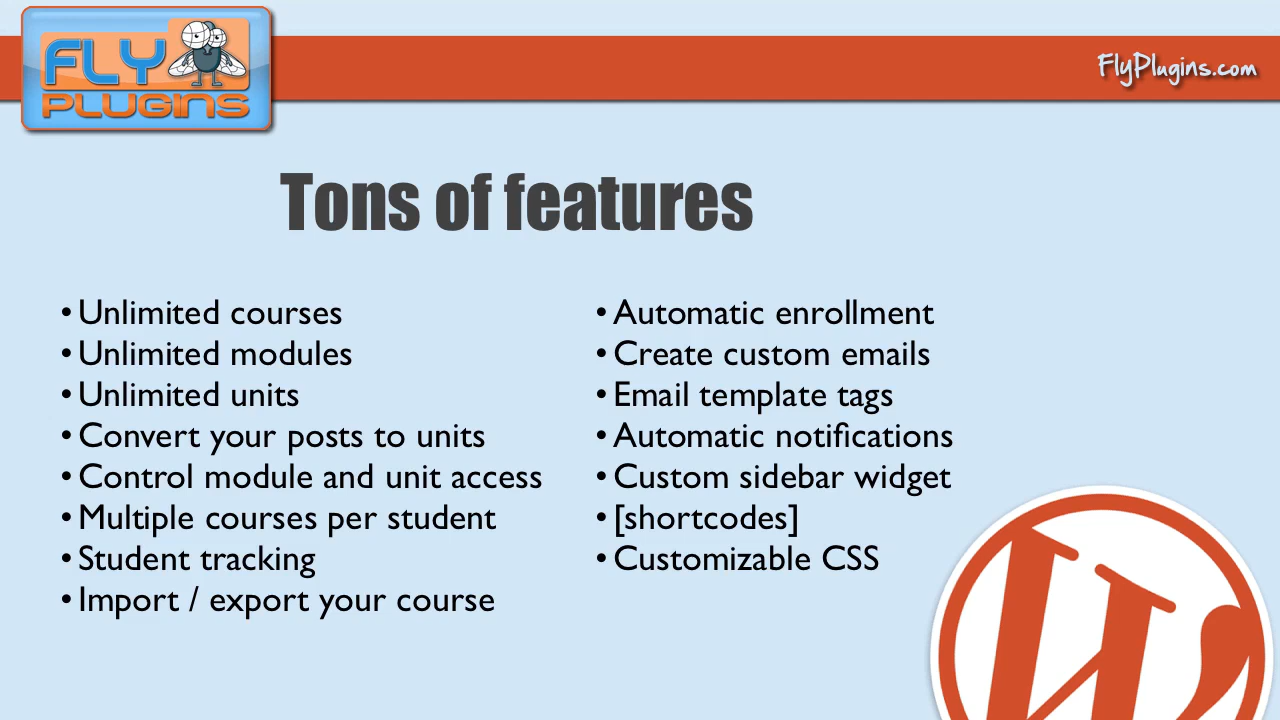 FLY
PLUGINS
FlyPlugins.com
Tons of features
• Unlimited courses
• Unlimited modules
• Unlimited units
• Convert your posts to units
• Control module and unit access
• Multiple courses per student
• Student tracking
• Import / export your course
• Automatic enrollment
• Create custom emails
• Email template tags
• Automatic notifications
• Custom sidebar widget
• [shortcodes]
• Customizable CSS